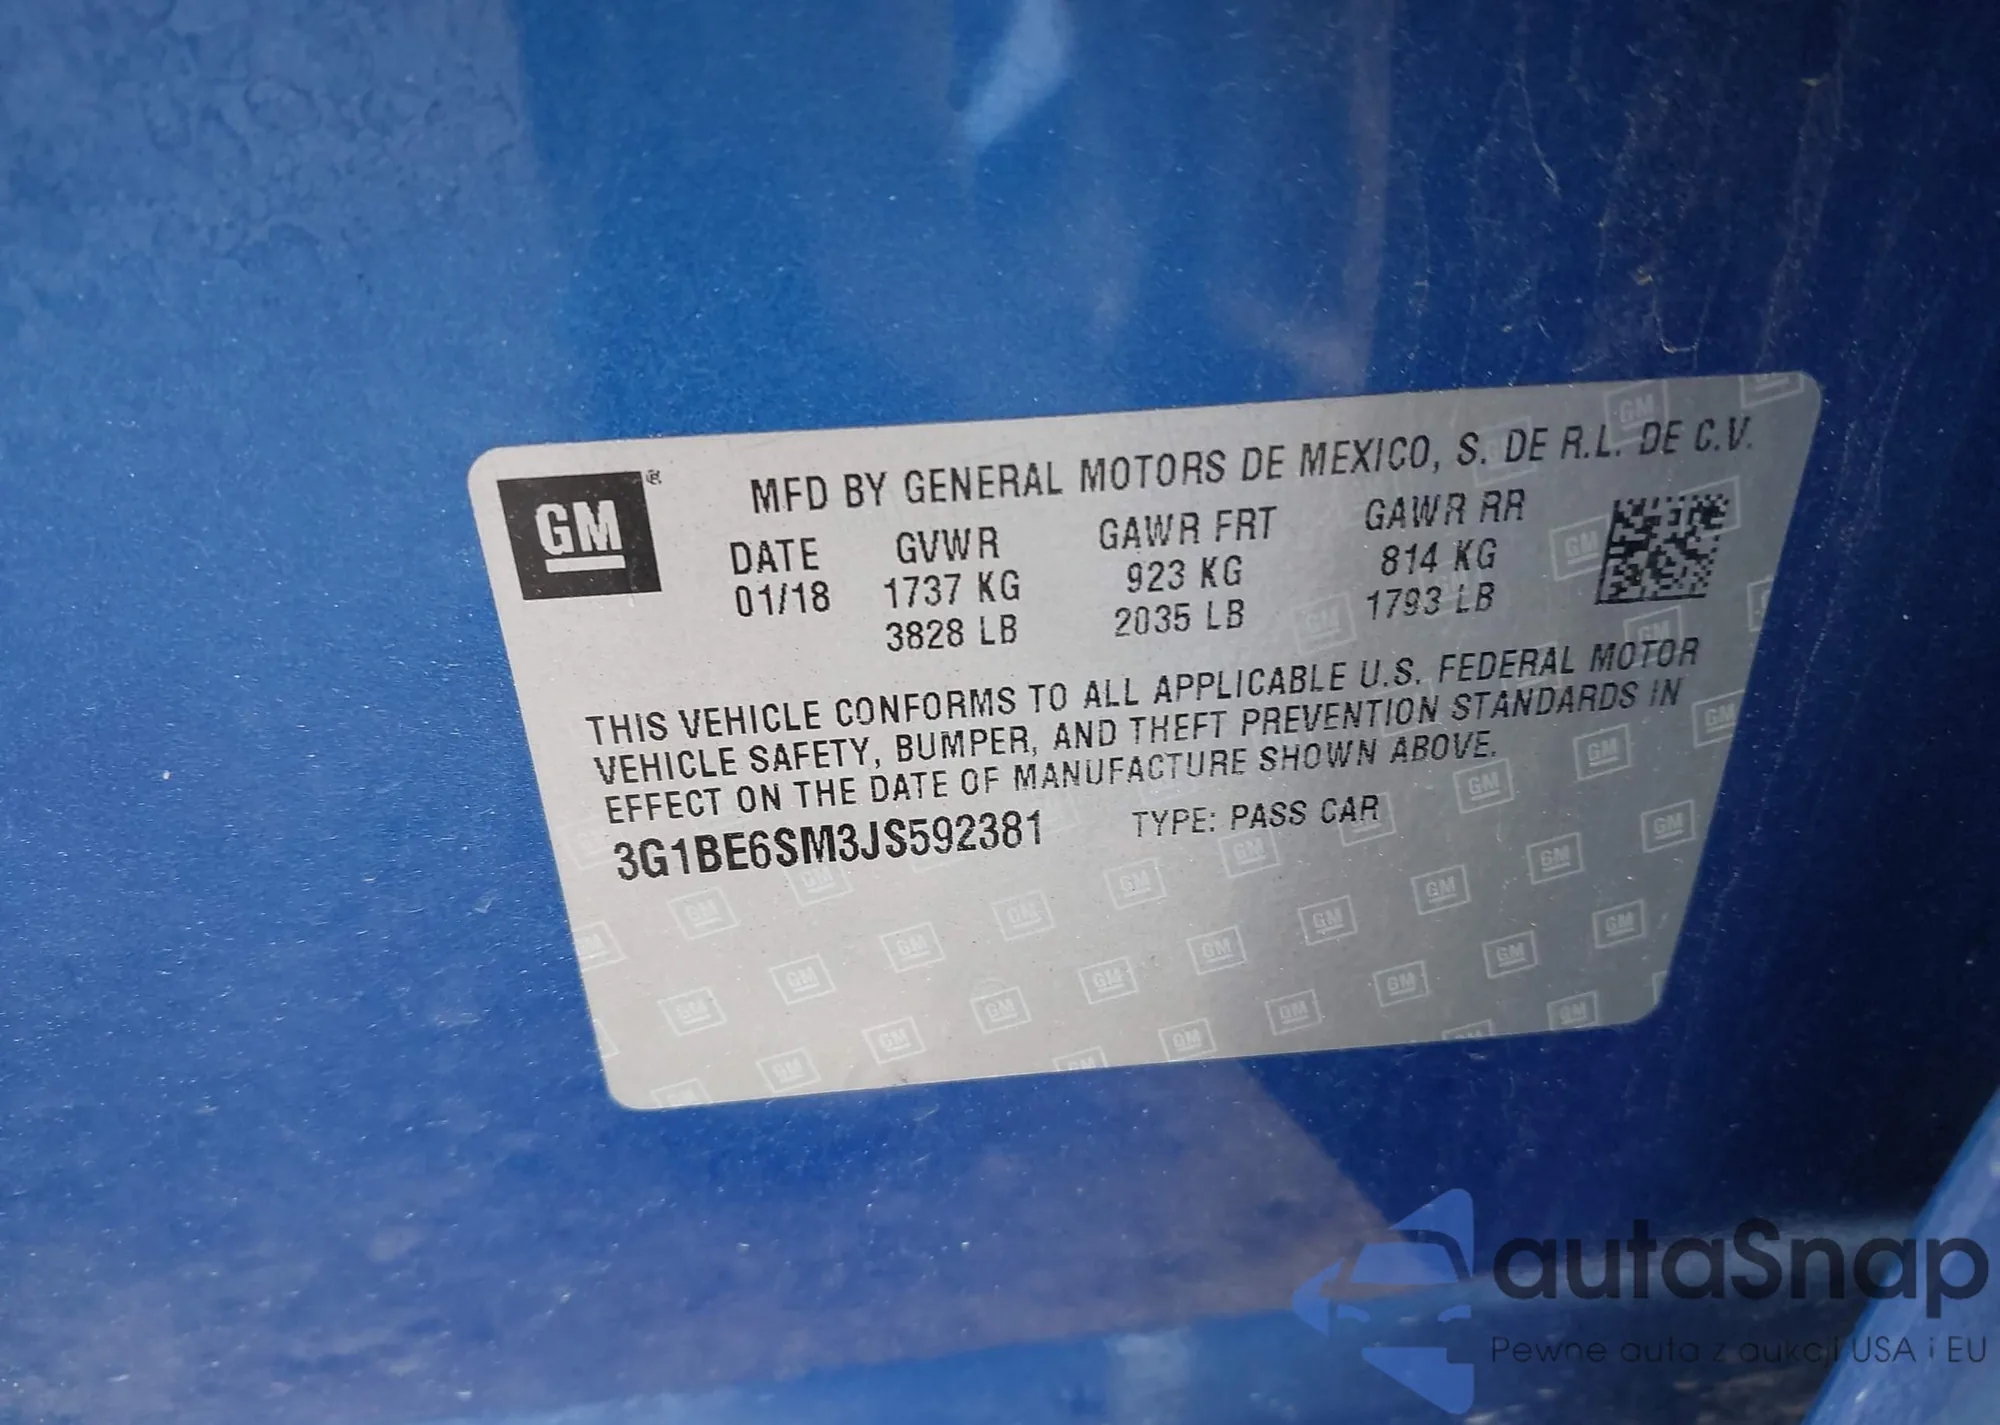 GM
MFD BY GENERAL MOTORS DE MEXICO, S. DE R.L. DE C.V.
DATE GVWR GAWR FRT GAWR RR
01/18 1737 KG 923 KG 814 KG
3828 LB 2035 LB 1793 LB
THIS VEHICLE CONFORMS TO ALL APPLICABLE U.S. FEDERAL MOTOR
VEHICLE SAFETY, BUMPER, AND THEFT PREVENTION STANDARDS IN
EFFECT ON THE DATE OF MANUFACTURE SHOWN ABOVE.
3G1BE6SM3JS592381 TYPE: PASS CAR
autaSnap
Pewne auta z aukcji USA i EU